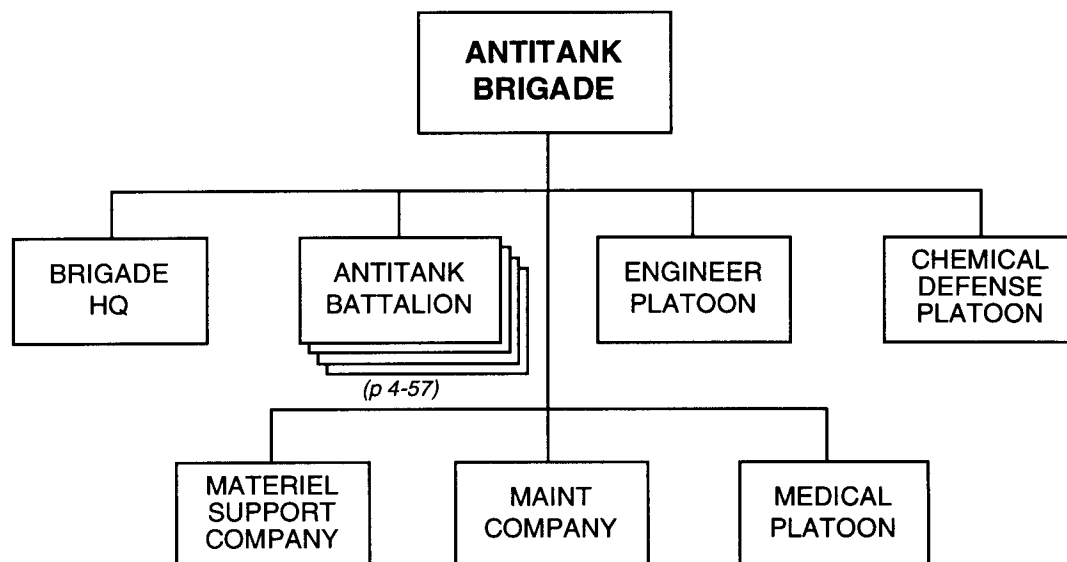 ANTITANK
BRIGADE
BRIGADE
HQ
ANTITANK
BATTALION
(p 4-57)
ENGINEER
PLATOON
CHEMICAL
DEFENSE
PLATOON
MATERIEL
SUPPORT
COMPANY
MAINT
COMPANY
MEDICAL
PLATOON